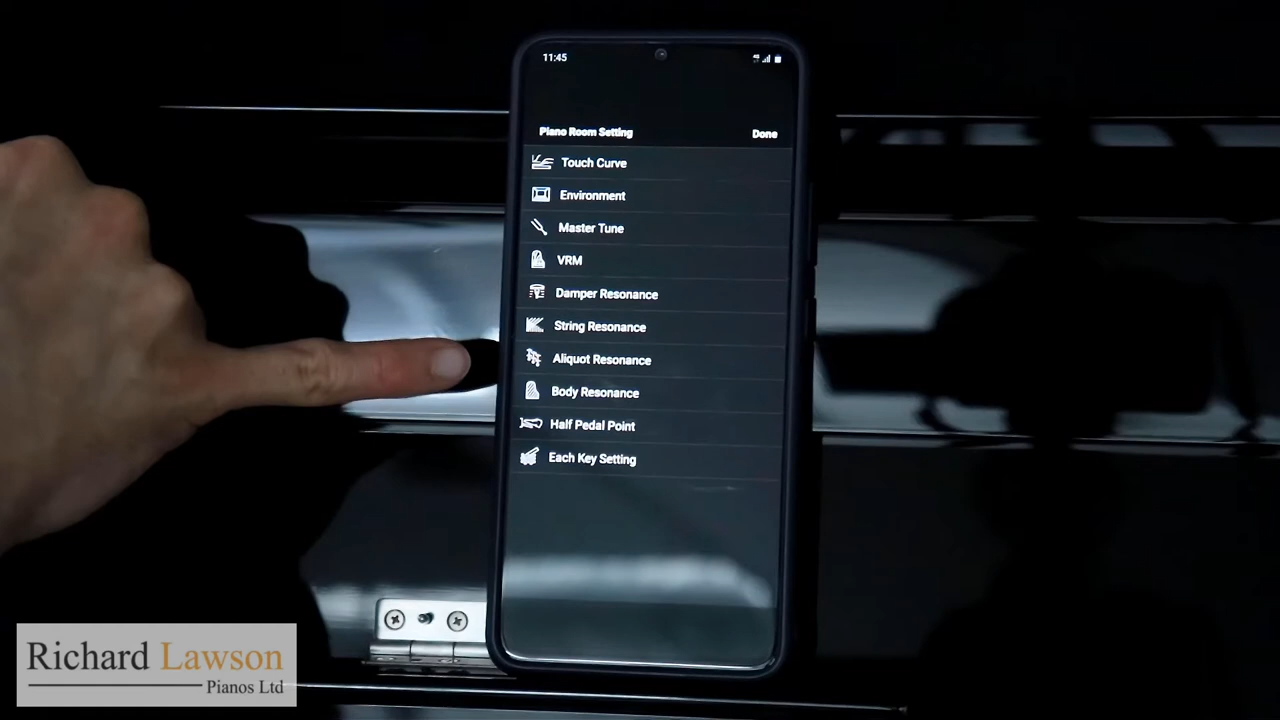 11:45
Piano Room Setting
Done
Touch Curve
Environment
Master Tune
VRM
Damper Resonance
String Resonance
Aliquot Resonance
Body Resonance
Half Pedal Point
Each Key Setting
Richard Lawson
Pianos Ltd